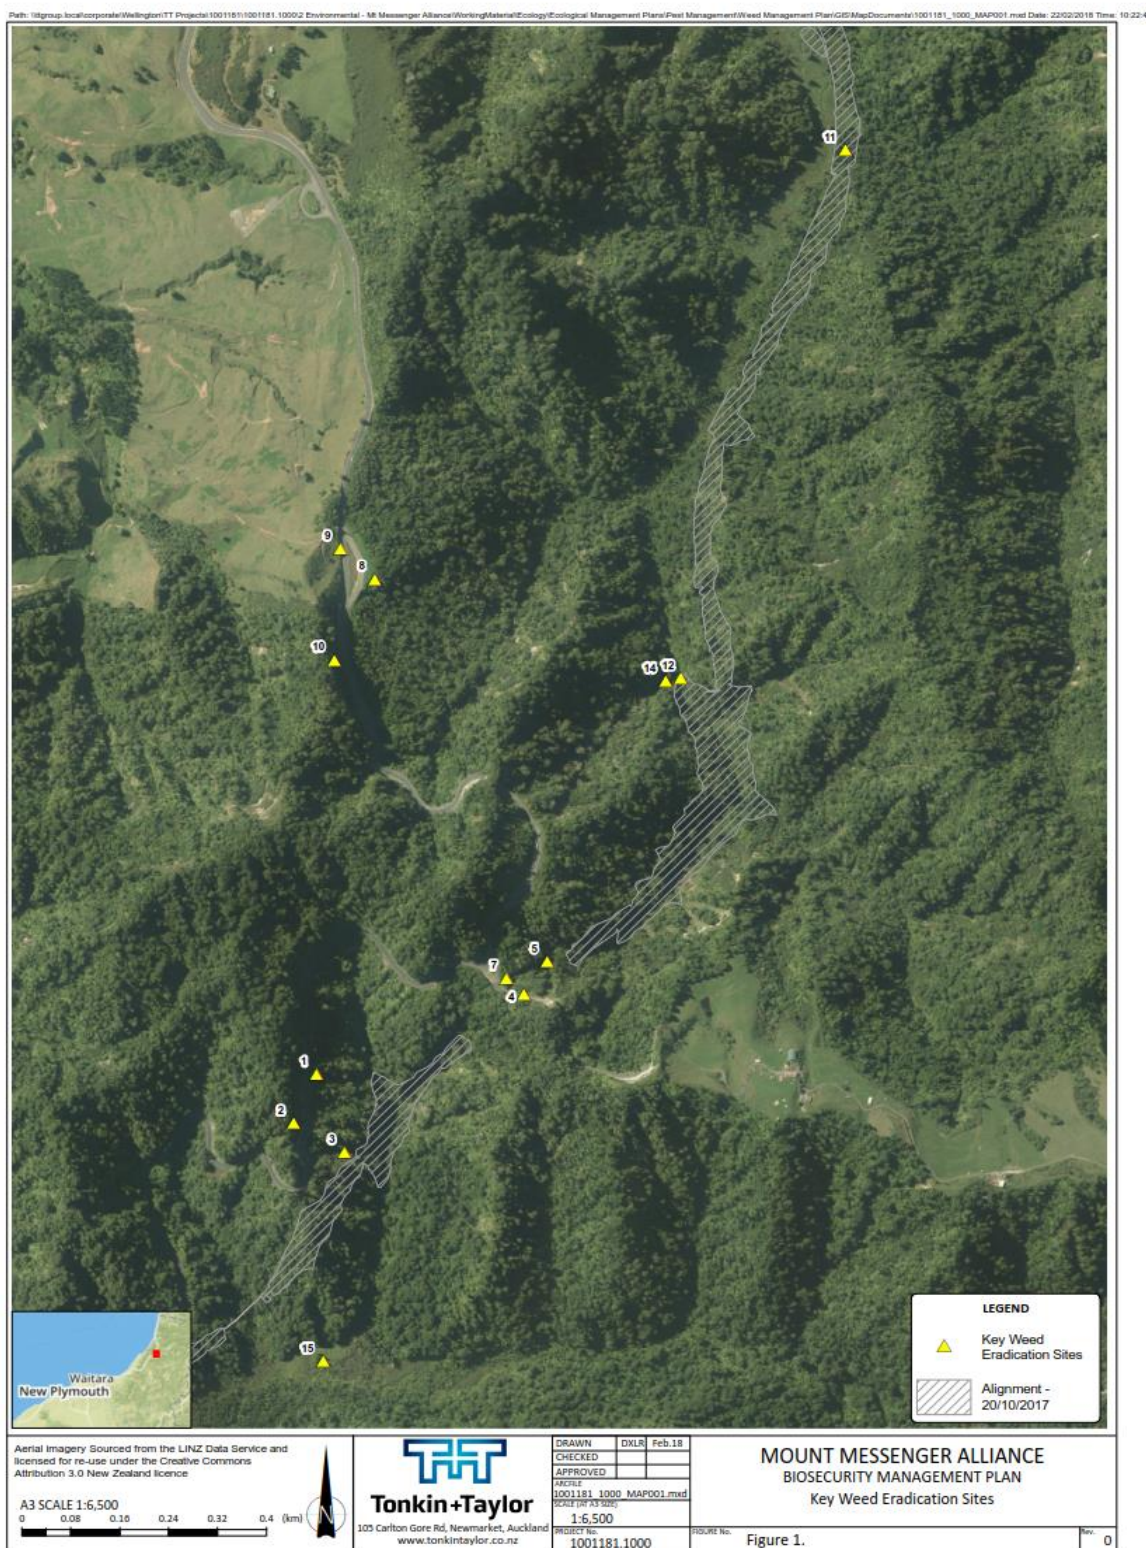 Path: \\ttgroup.local\corporate\Wellington\TT Projects\1001181\1001181.1000\2 Environmental - Mt Messenger Alliance\WorkingMaterial\Ecology\Ecological Management Plans\Pest Management\Weed Management Plan\GIS\MapDocuments\1001181_1000_MAP001.mxd Date: 22/02/2018 Time: 10:22:4
11
9
8
10
14
12
5
7
4
1
2
3
15
Waitara
New Plymouth
LEGEND
Key Weed
Eradication Sites
Alignment -
20/10/2017
Aerial Imagery Sourced from the LINZ Data Service and
licensed for re-use under the Creative Commons
Attribution 3.0 New Zealand licence
A3 SCALE 1:6,500
0 0.08 0.16 0.24 0.32 0.4 (km)
N
T+T
Tonkin+Taylor
105 Carlton Gore Rd, Newmarket, Auckland
www.tonkintaylor.co.nz
DRAWN DXLR Feb.18
CHECKED
APPROVED
ARCFILE
1001181_1000_MAP001.mxd
SCALE (AT A3 SIZE)
1:6,500
PROJECT No.
1001181.1000
MOUNT MESSENGER ALLIANCE
BIOSECURITY MANAGEMENT PLAN
Key Weed Eradication Sites
FIGURE No.
Figure 1.
Rev.
0